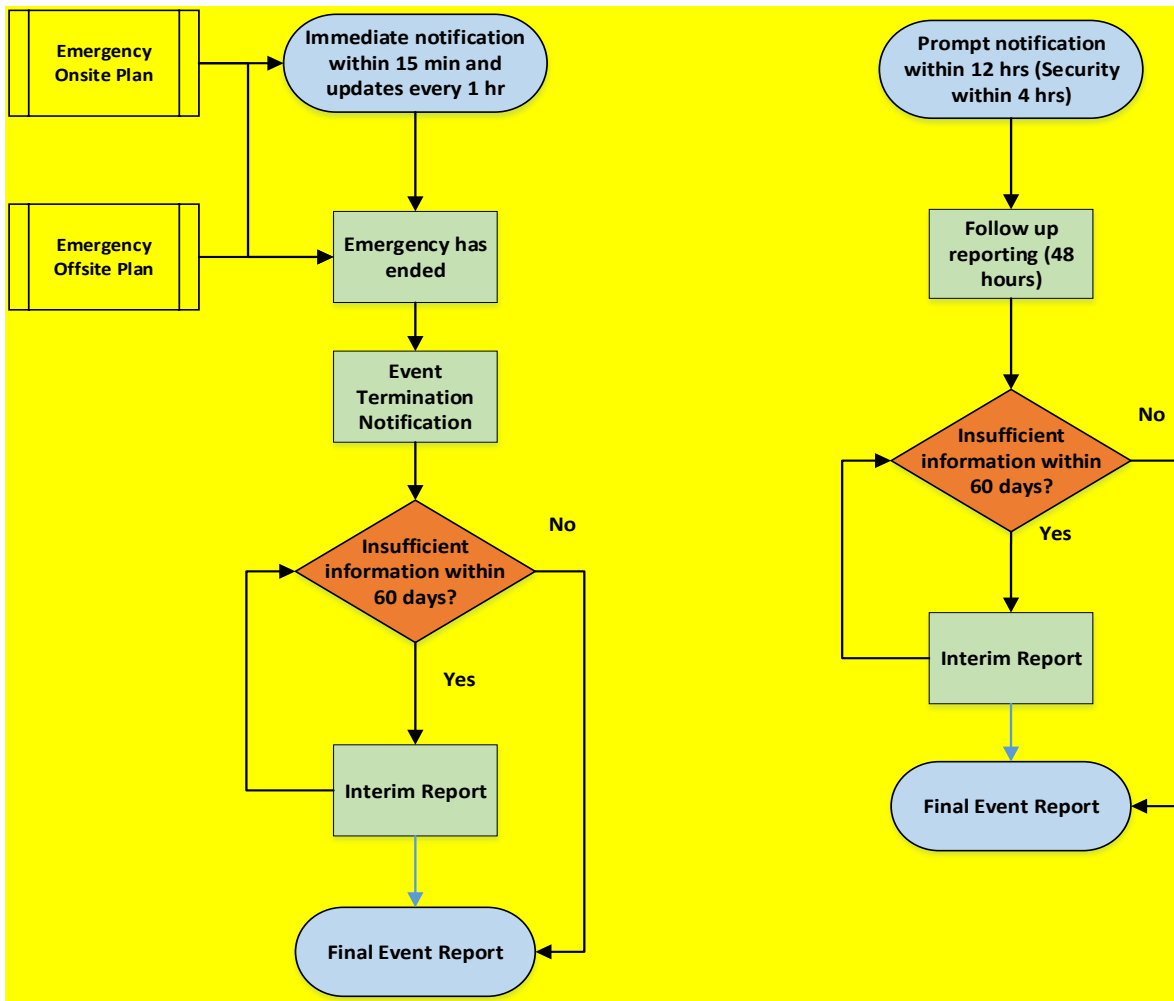 Emergency
Onsite Plan
Immediate notification
within 15 min and
updates every 1 hr
Emergency
Offsite Plan
Emergency has
ended
Event
Termination
Notification
Insufficient
information within
60 days?
No
Yes
Interim Report
Final Event Report
Prompt notification
within 12 hrs (Security
within 4 hrs)
Follow up
reporting (48
hours)
Insufficient
information within
60 days?
No
Yes
Interim Report
Final Event Report